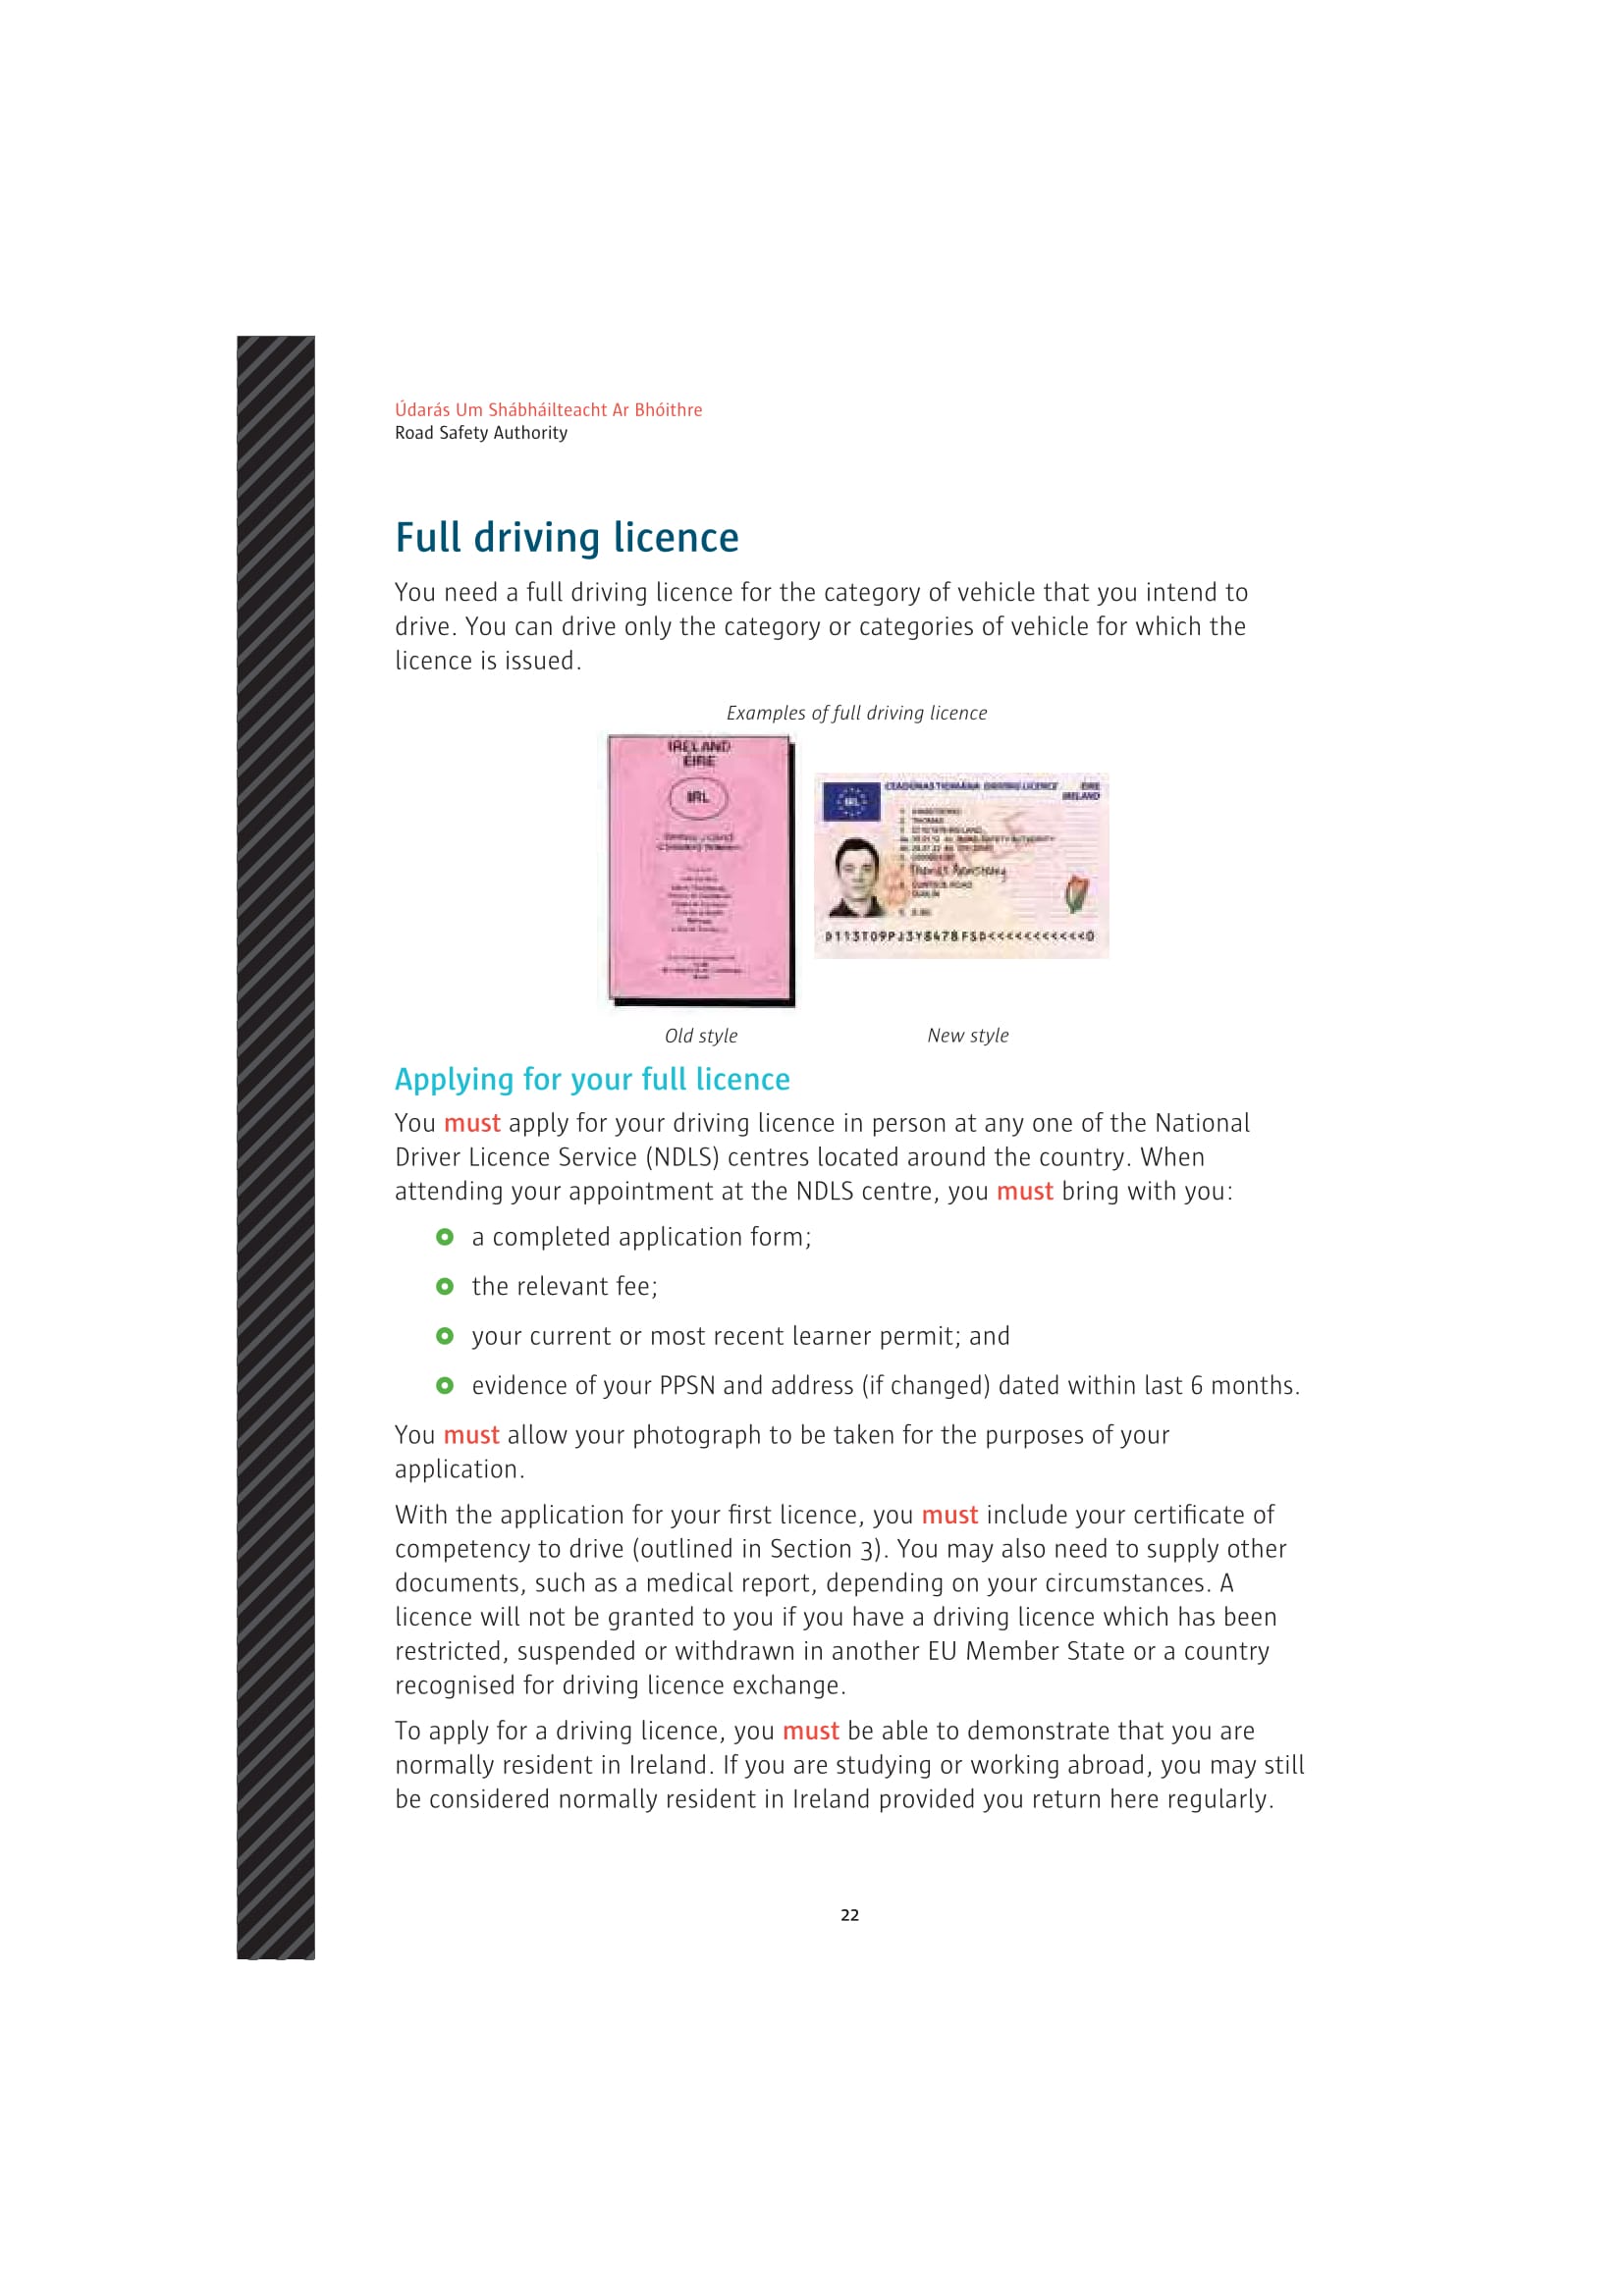 Údarás Um Shábháilteacht Ar Bhóithre
Road Safety Authority
Full driving licence
You need a full driving licence for the category of vehicle that you intend to
drive. You can drive only the category or categories of vehicle for which the
licence is issued.
Examples of full driving licence
IRELAND
ÉIRE
IRL
CEADÚNAS TIOMÁNA DRIVING LICENCE ÉIRE
IRELAND
THOMAS
Thomas Armstrong
DUBLIN
Old style
New style
Applying for your full licence
You must apply for your driving licence in person at any one of the National
Driver Licence Service (NDLS) centres located around the country. When
attending your appointment at the NDLS centre, you must bring with you:
a completed application form;
the relevant fee;
your current or most recent learner permit; and
evidence of your PPSN and address (if changed) dated within last 6 months.
You must allow your photograph to be taken for the purposes of your
application.
With the application for your first licence, you must include your certificate of
competency to drive (outlined in Section 3). You may also need to supply other
documents, such as a medical report, depending on your circumstances. A
licence will not be granted to you if you have a driving licence which has been
restricted, suspended or withdrawn in another EU Member State or a country
recognised for driving licence exchange.
To apply for a driving licence, you must be able to demonstrate that you are
normally resident in Ireland. If you are studying or working abroad, you may still
be considered normally resident in Ireland provided you return here regularly.
22